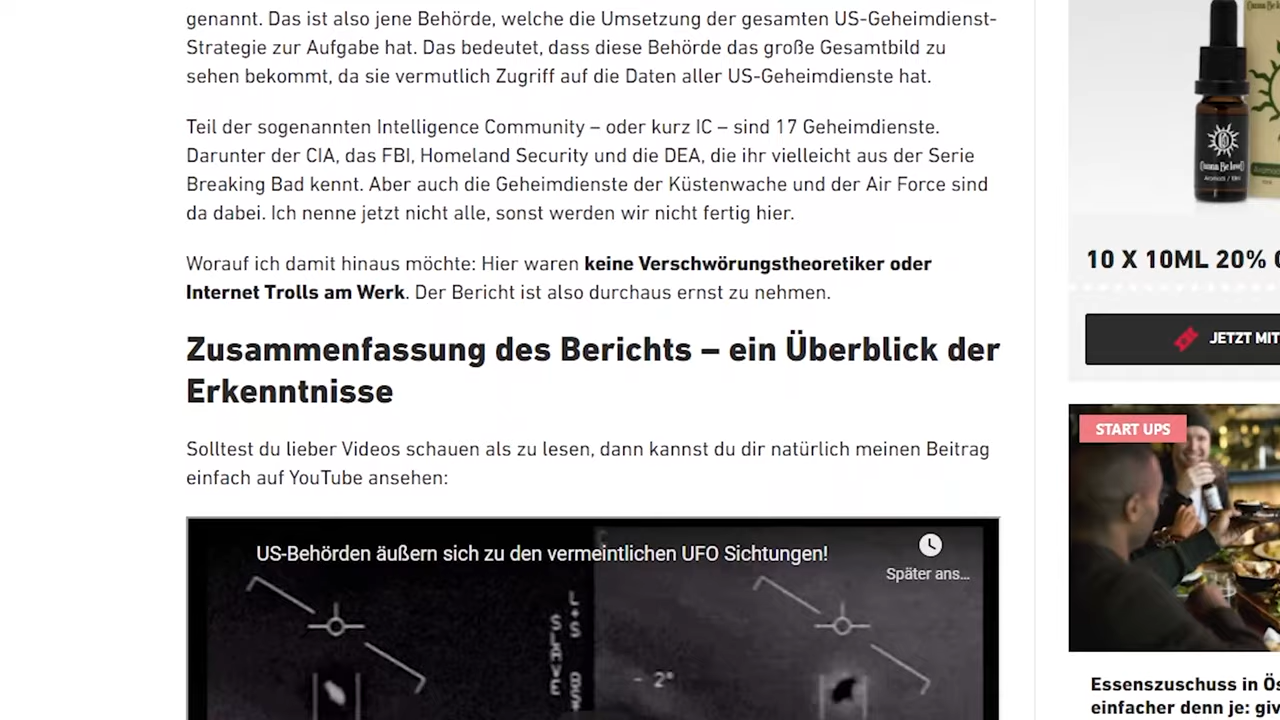 genannt. Das ist also jene Behörde, welche die Umsetzung der gesamten US-Geheimdienst-
Strategie zur Aufgabe hat. Das bedeutet, dass diese Behörde das große Gesamtbild zu
sehen bekommt, da sie vermutlich Zugriff auf die Daten aller US-Geheimdienste hat.
Teil der sogenannten Intelligence Community – oder kurz IC – sind 17 Geheimdienste.
Darunter der CIA, das FBI, Homeland Security und die DEA, die ihr vielleicht aus der Serie
Breaking Bad kennt. Aber auch die Geheimdienste der Küstenwache und der Air Force sind
da dabei. Ich nenne jetzt nicht alle, sonst werden wir nicht fertig hier.
Worauf ich damit hinaus möchte: Hier waren keine Verschwörungstheoretiker oder
Internet Trolls am Werk. Der Bericht ist also durchaus ernst zu nehmen.
Zusammenfassung des Berichts – ein Überblick der
Erkenntnisse
Solltest du lieber Videos schauen als zu lesen, dann kannst du dir natürlich meinen Beitrag
einfach auf YouTube ansehen:
US-Behörden äußern sich zu den vermeintlichen UFO Sichtungen!
Später ans...
L+S
SLAVE
- 2°
10 X 10ML 20%
JETZT MIT
START UPS
Essenszuschuss in Ös
einfacher denn je: giv